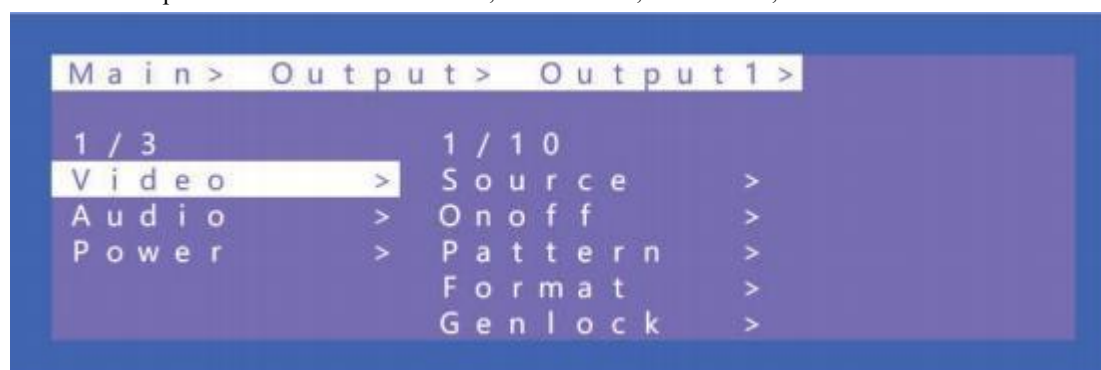 Main> Output> Output1>
1/3 1/10
Video > Source >
Audio > Onoff >
Power > Pattern >
Format >
Genlock >